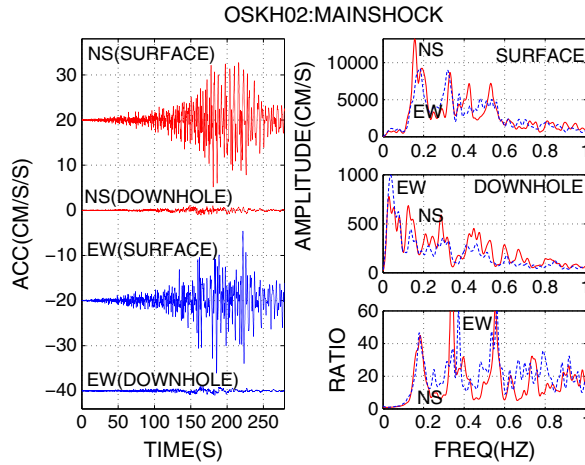 OSKH02:MAINSHOCK
ACC(CM/S/S)
40
30
20
10
0
−10
−20
−30
−40
NS(SURFACE)
NS(DOWNHOLE)
EW(SURFACE)
EW(DOWNHOLE)
0 50 100 150 200 250
TIME(S)
AMPLITUDE(CM/S)
10000
5000
0
NS
SURFACE
EW
0 0.2 0.4 0.6 0.8 1
1000
500
0
EW
DOWNHOLE
NS
0 0.2 0.4 0.6 0.8 1
RATIO
60
40
20
0
EW
NS
0 0.2 0.4 0.6 0.8 1
FREQ(HZ)